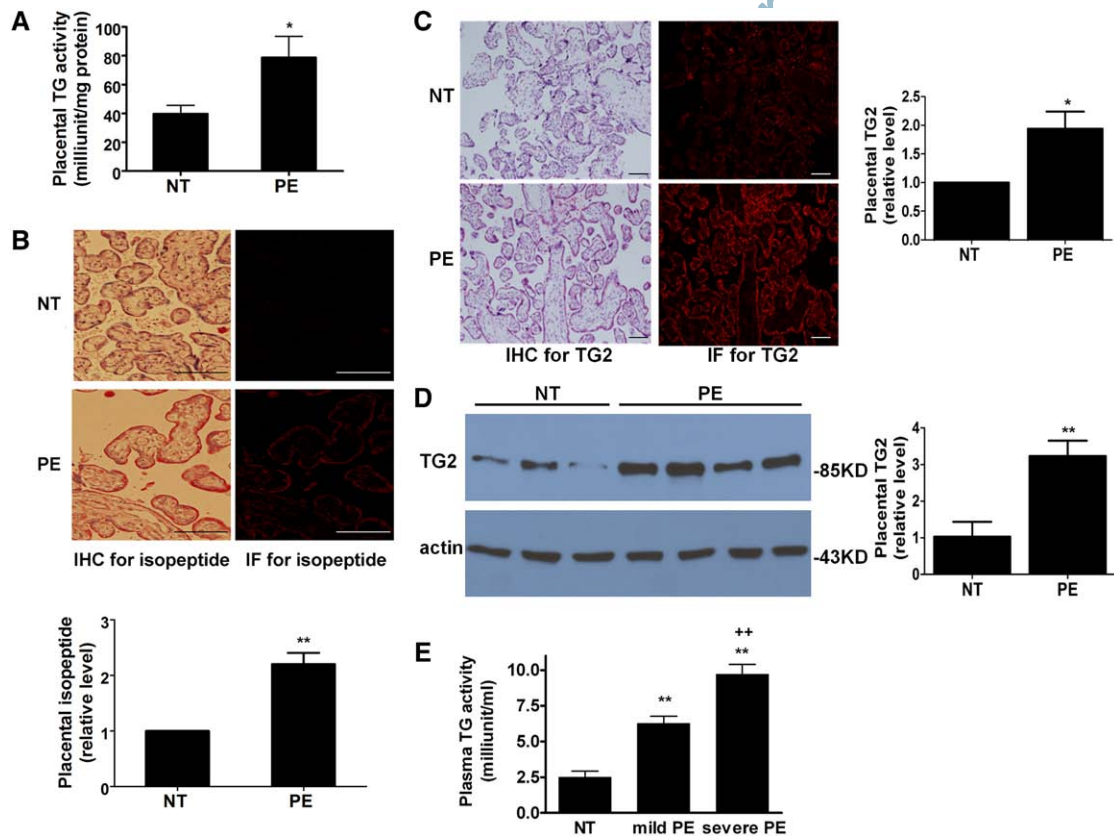 A
Placental TG activity
(milliunit/mg protein)
100
80
60
40
20
0
*
NT
PE
B
NT
PE
IHC for isopeptide
IF for isopeptide
Placental isopeptide
(relative level)
3
2
1
0
**
NT
PE
C
NT
PE
IHC for TG2
IF for TG2
Placental TG2
(relative level)
2.5
2.0
1.5
1.0
0.5
0.0
*
NT
PE
D
NT
PE
TG2
-85KD
actin
-43KD
Placental TG2
(relative level)
4
3
2
1
0
**
NT
PE
E
Plasma TG activity
(milliunit/ml)
10.0
7.5
5.0
2.5
0.0
**
++
**
NT
mild PE
severe PE